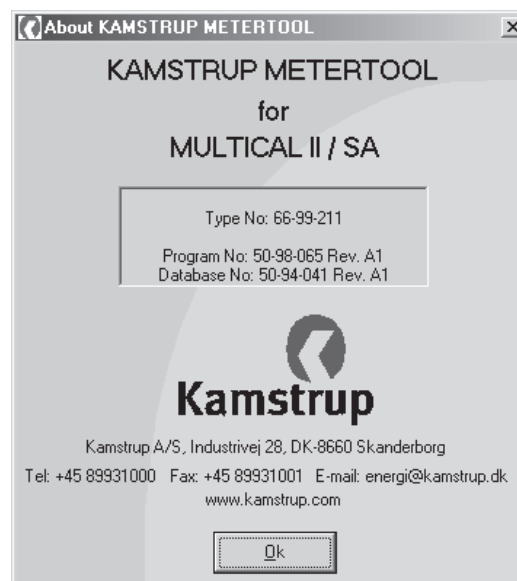 About KAMSTRUP METERTOOL
KAMSTRUP METERTOOL
for
MULTICAL II / SA
Type No: 66-99-211
Program No: 50-98-065 Rev. A1
Database No: 50-94-041 Rev. A1
Kamstrup
Kamstrup A/S, Industrivej 28, DK-8660 Skanderborg
Tel: +45 89931000 Fax: +45 89931001 E-mail: energi@kamstrup.dk
www.kamstrup.com
Ok